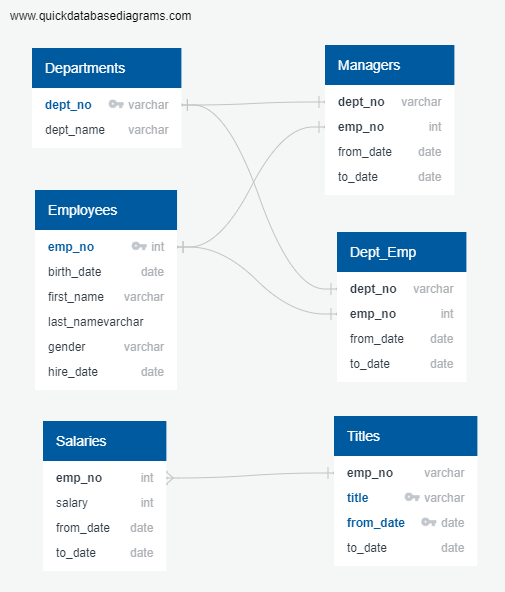 www.quickdatabasediagrams.com
Departments
dept_no varchar
dept_name varchar
Managers
dept_no varchar
emp_no int
from_date date
to_date date
Employees
emp_no int
birth_date date
first_name varchar
last_namevarchar
gender varchar
hire_date date
Dept_Emp
dept_no varchar
emp_no int
from_date date
to_date date
Salaries
emp_no int
salary int
from_date date
to_date date
Titles
emp_no varchar
title varchar
from_date date
to_date date